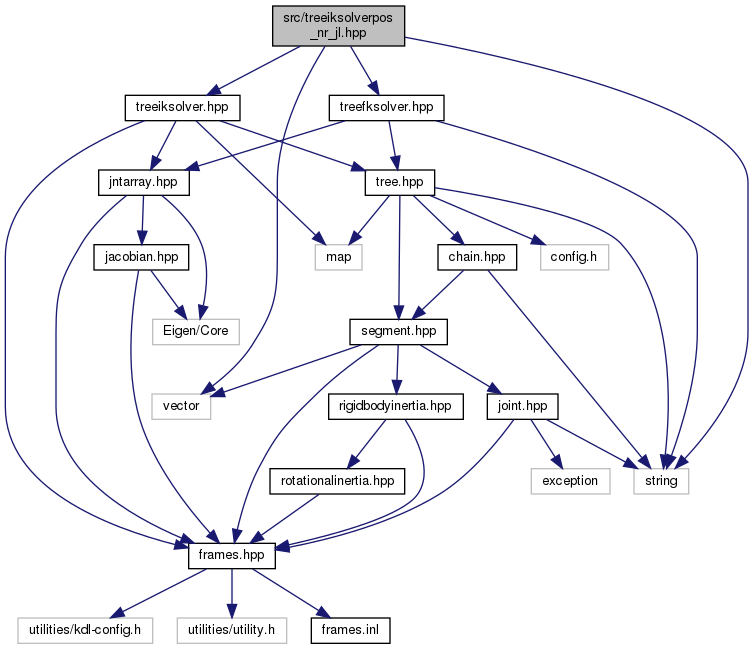 src/treeiksolverpos
_nr_jl.hpp
treeiksolver.hpp
treefksolver.hpp
jntarray.hpp
tree.hpp
jacobian.hpp
map
chain.hpp
config.h
Eigen/Core
segment.hpp
vector
rigidbodyinertia.hpp
joint.hpp
rotationalinertia.hpp
exception
string
frames.hpp
utilities/kdl-config.h
utilities/utility.h
frames.inl